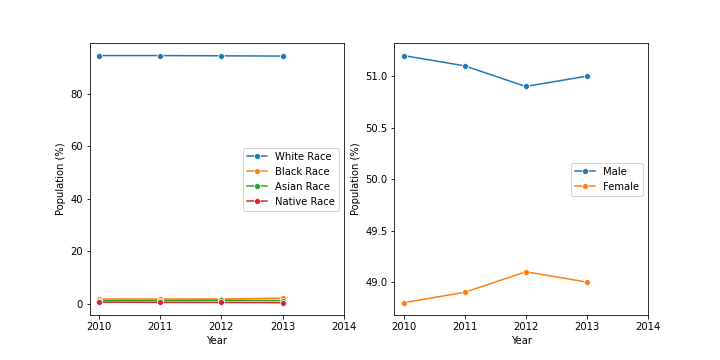 80
60
40
20
0
2010 2011 2012 2013 2014
Year
Population (%)
White Race
Black Race
Asian Race
Native Race
51.0
50.5
50.0
49.5
49.0
2010 2011 2012 2013 2014
Year
Population (%)
Male
Female